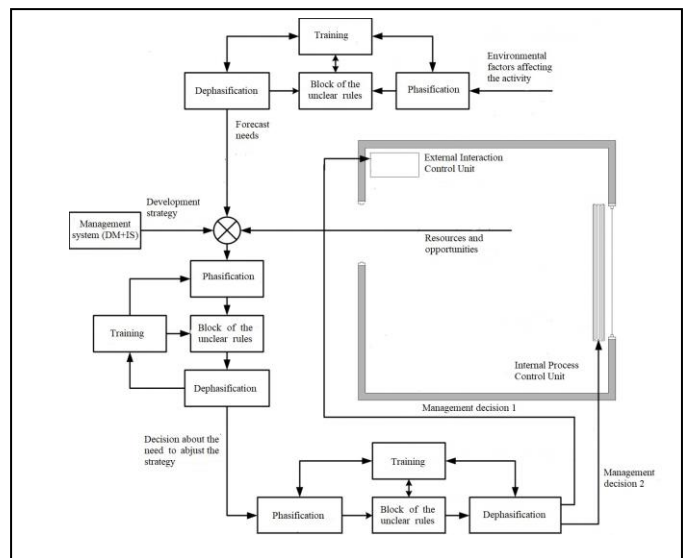 Training
Environmental
factors affecting
the activity
Dephasification
Block of the
unclear rules
Phasification
Forecast
needs
External Interaction
Control Unit
Development
strategy
Management
system (DM+IS)
Resources and
opportunities
Phasification
Training
Block of the
unclear rules
Dephasification
Internal Process
Control Unit
Management decision 1
Decision about the
need to abjust the
strategy
Training
Management
decision 2
Phasification
Block of the
unclear rules
Dephasification